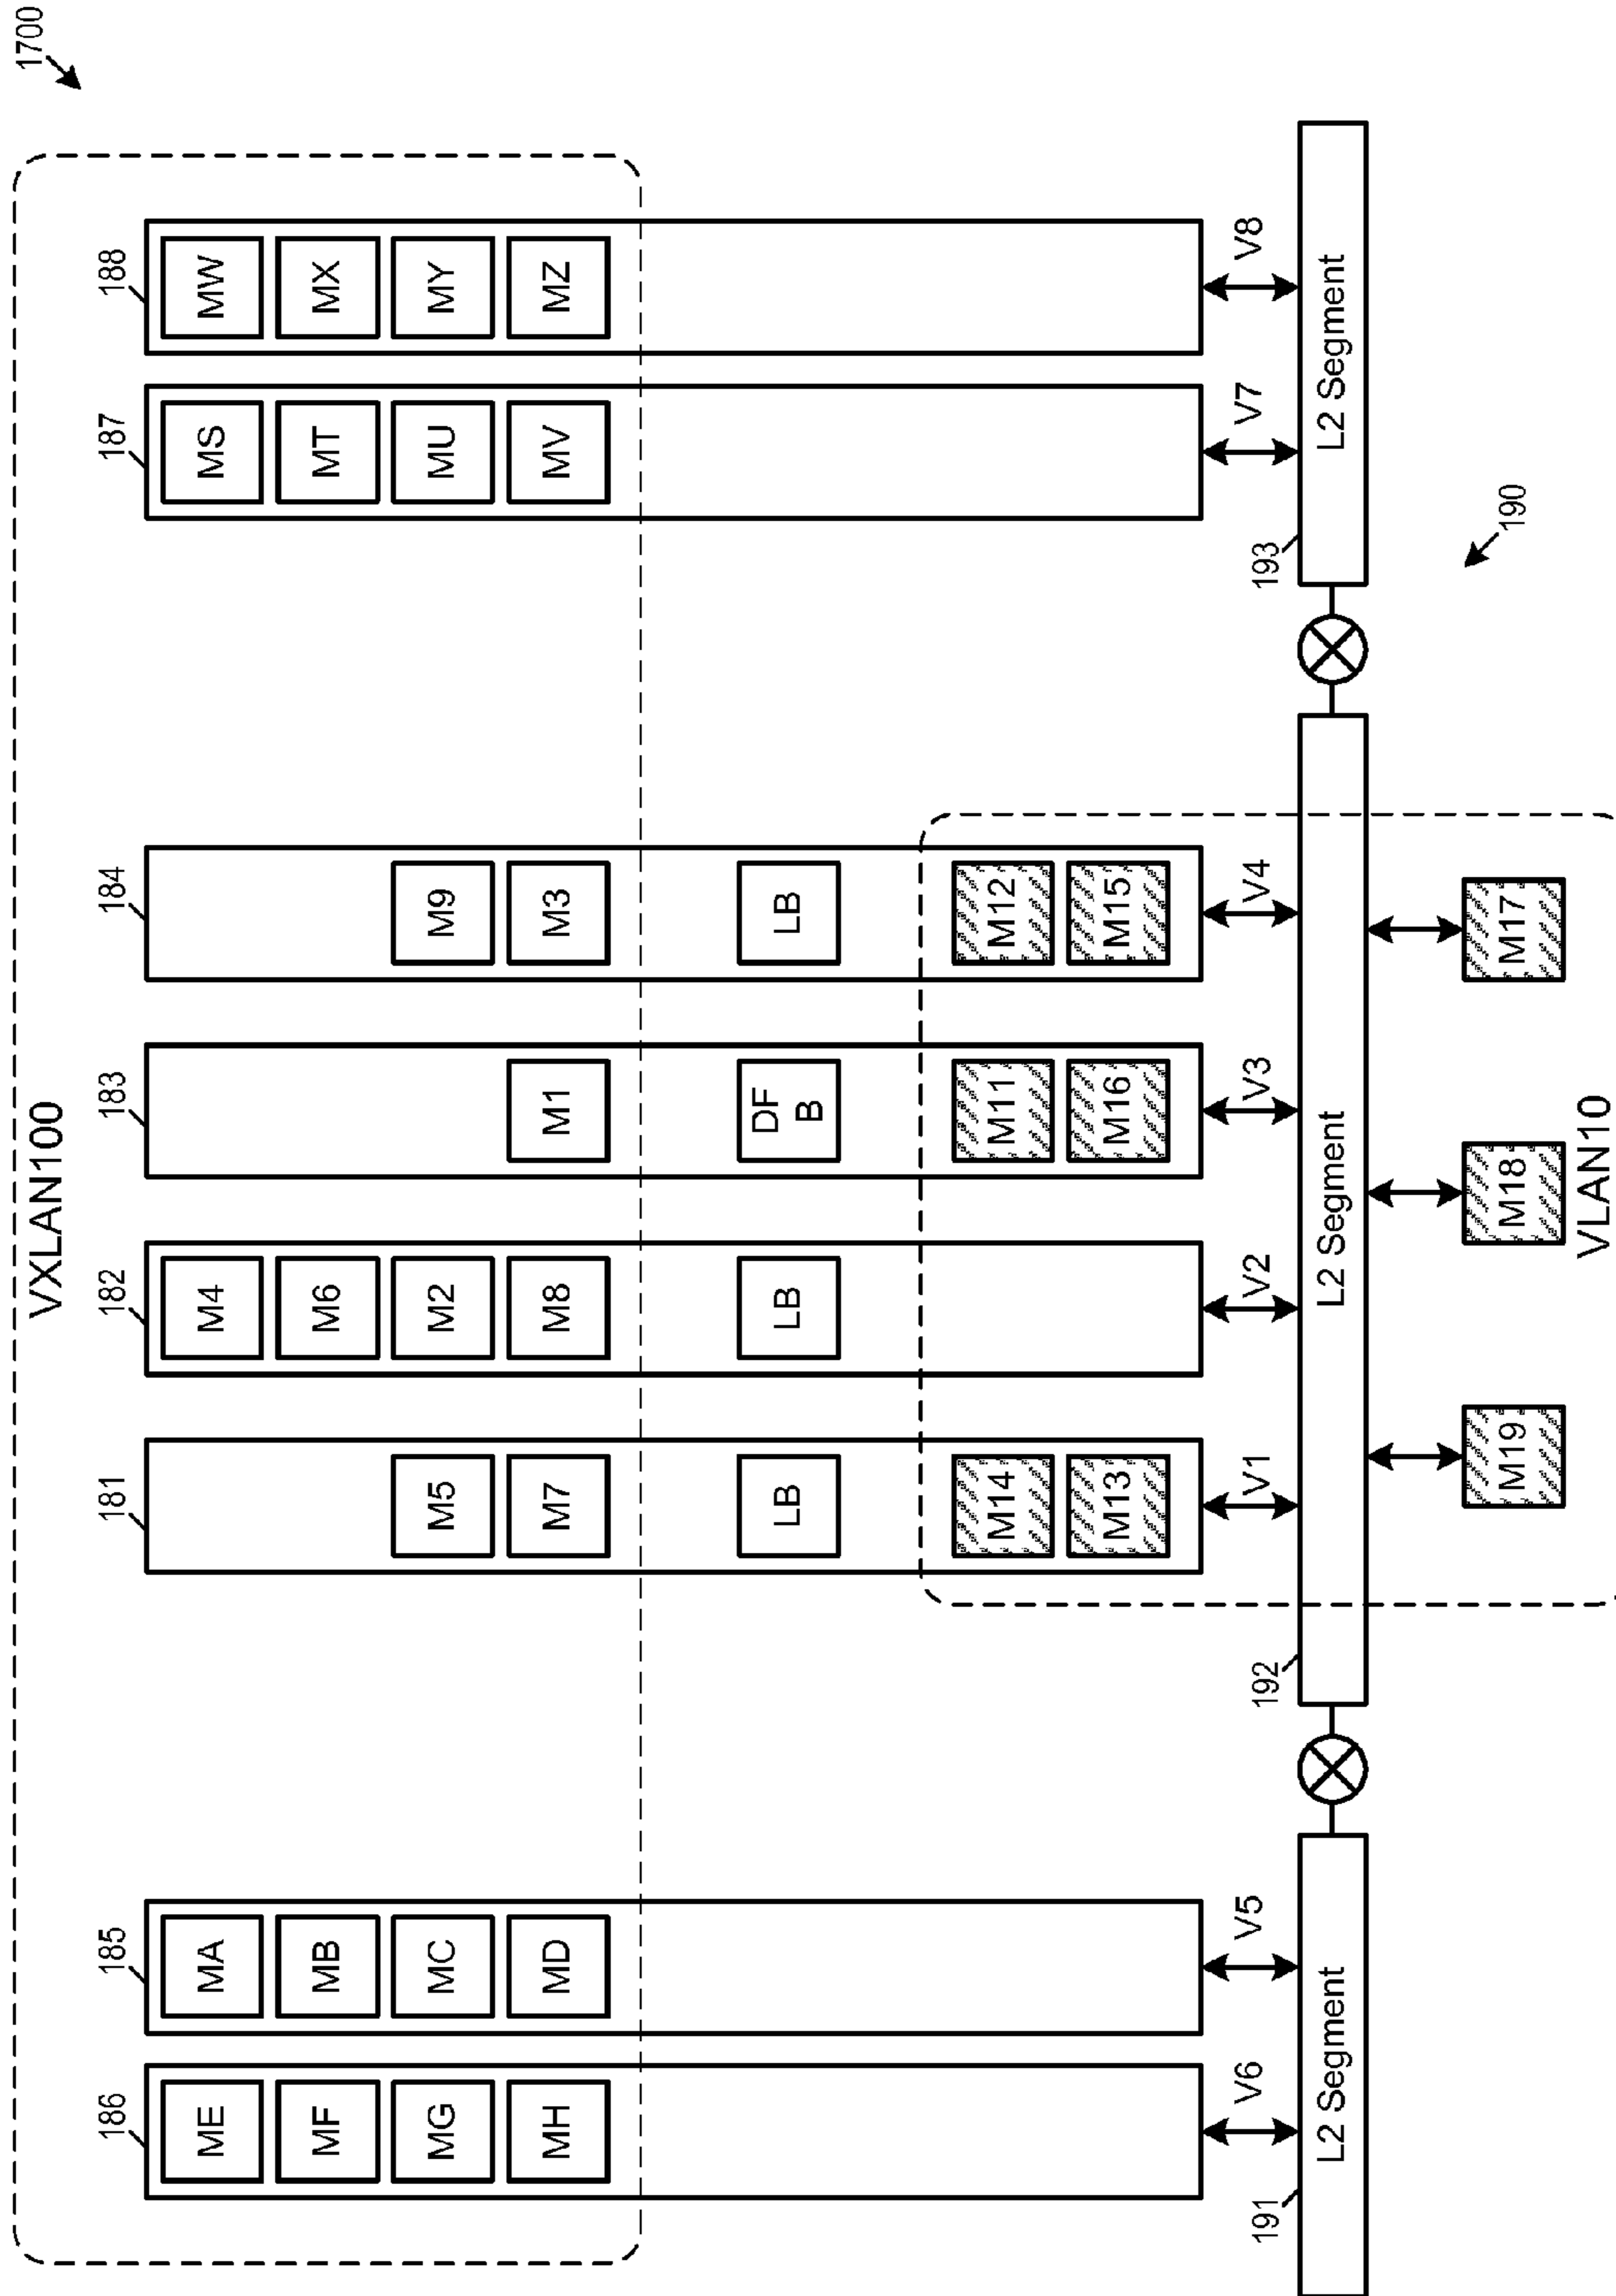 1700
VXLAN100
186
ME
MF
MG
MH
V6
185
MA
MB
MC
MD
V5
181
M5
M7
LB
M14
M13
V1
182
M4
M6
M2
M8
LB
V2
183
M1
DF
B
M11
M16
V3
184
M9
M3
LB
M12
M15
V4
187
MS
MT
MU
MV
V7
188
MW
MX
MY
MZ
V8
191
L2 Segment
192
L2 Segment
193
L2 Segment
190
M19
M18
M17
VLAN10